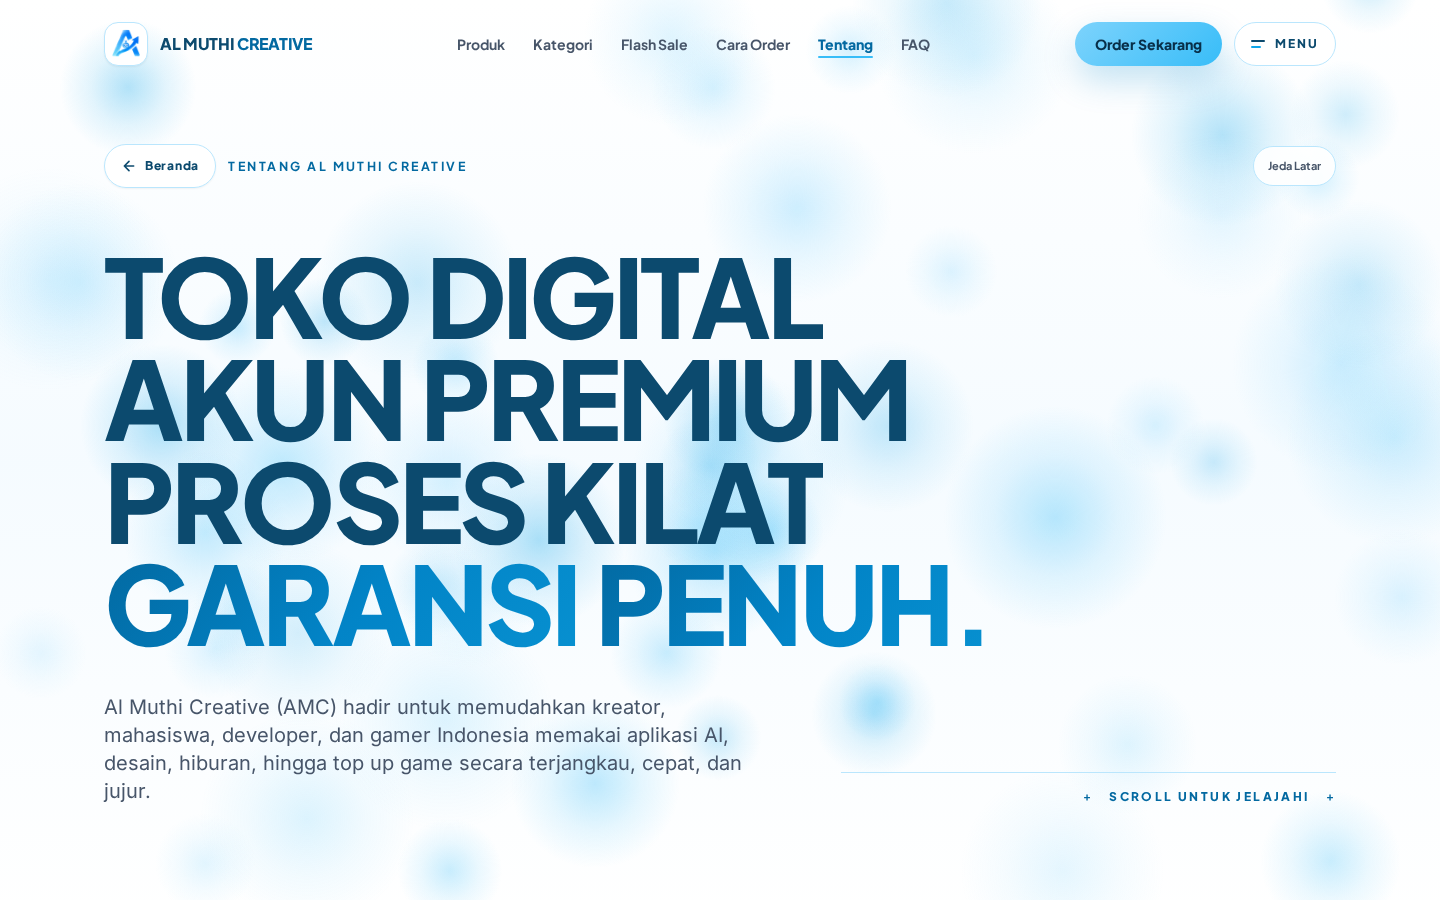 AL MUTHI CREATIVE
Produk
Kategori
Flash Sale
Cara Order
Tentang
FAQ
Order Sekarang
MENU
Beranda
TENTANG AL MUTHI CREATIVE
Jeda Latar
TOKO DIGITAL
AKUN PREMIUM
PROSES KILAT
GARANSI PENUH.
Al Muthi Creative (AMC) hadir untuk memudahkan kreator,
mahasiswa, developer, dan gamer Indonesia memakai aplikasi AI,
desain, hiburan, hingga top up game secara terjangkau, cepat, dan
jujur.
+ SCROLL UNTUK JELAJAHI +